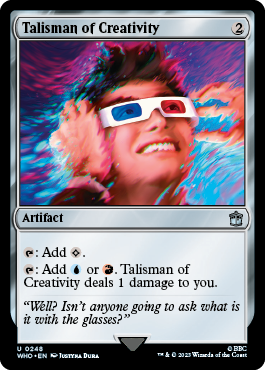 Talisman of Creativity 2
Artifact
: Add .
: Add or . Talisman of
Creativity deals 1 damage to you.
“Well? Isn’t anyone going to ask what is
it with the glasses?”
U 0248
WHO • EN Justyna Dura
© BBC
™ & © 2023 Wizards of the Coast